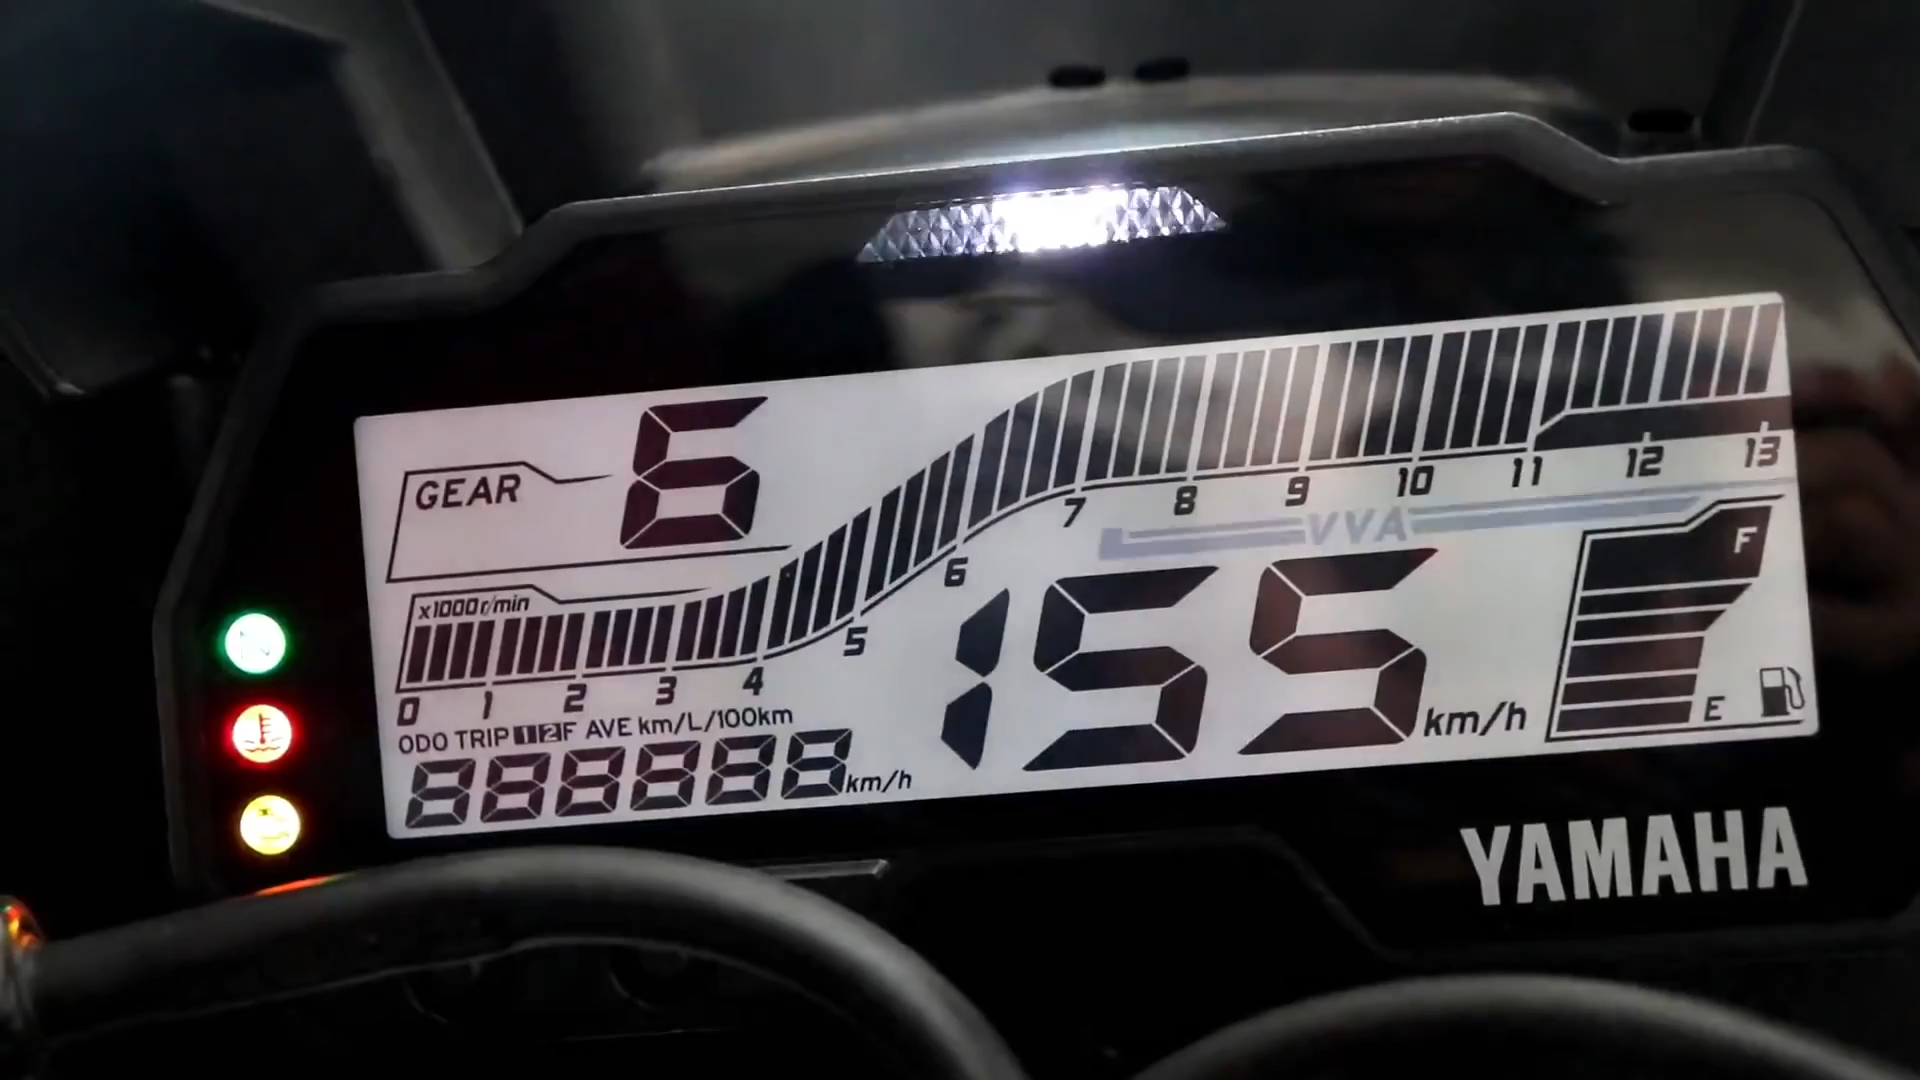 GEAR 6
x1000 r/min
0 1 2 3 4 5 6 7 8 9 10 11 12 13
VVA
ODO TRIP 1 2 F AVE km/L/100km
888888 km/h
155 km/h
F
E
N
YAMAHA